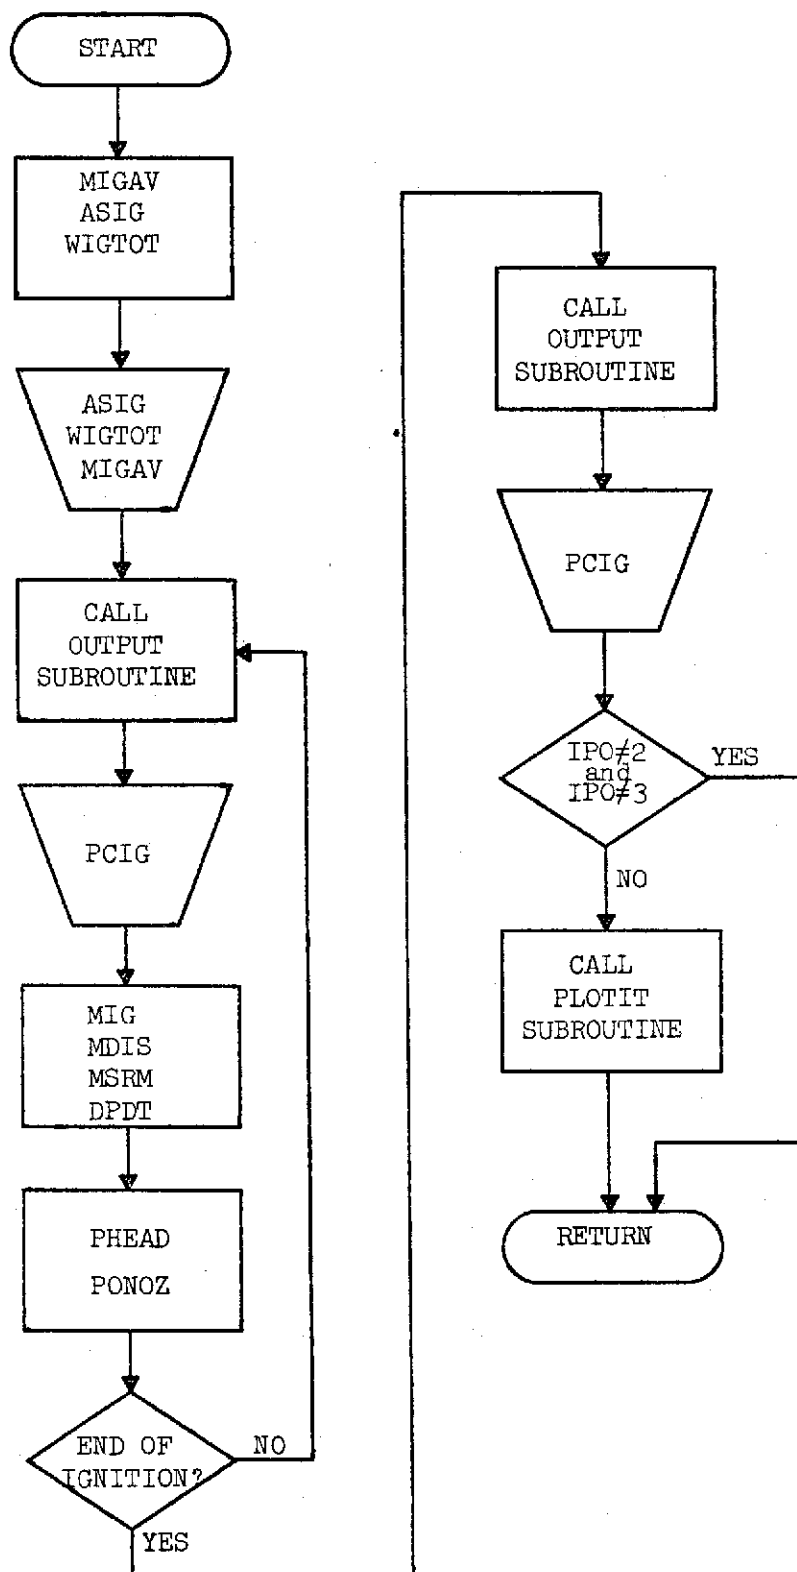 START
MIGAV
ASIG
WIGTOT
ASIG
WIGTOT
MIGAV
CALL
OUTPUT
SUBROUTINE
PCIG
MIG
MDIS
MSRM
DPDT
PHEAD
PONOZ
END OF
IGNITION?
NO
YES
CALL
OUTPUT
SUBROUTINE
PCIG
IPO≠2
and
IPO≠3
YES
NO
CALL
PLOTIT
SUBROUTINE
RETURN